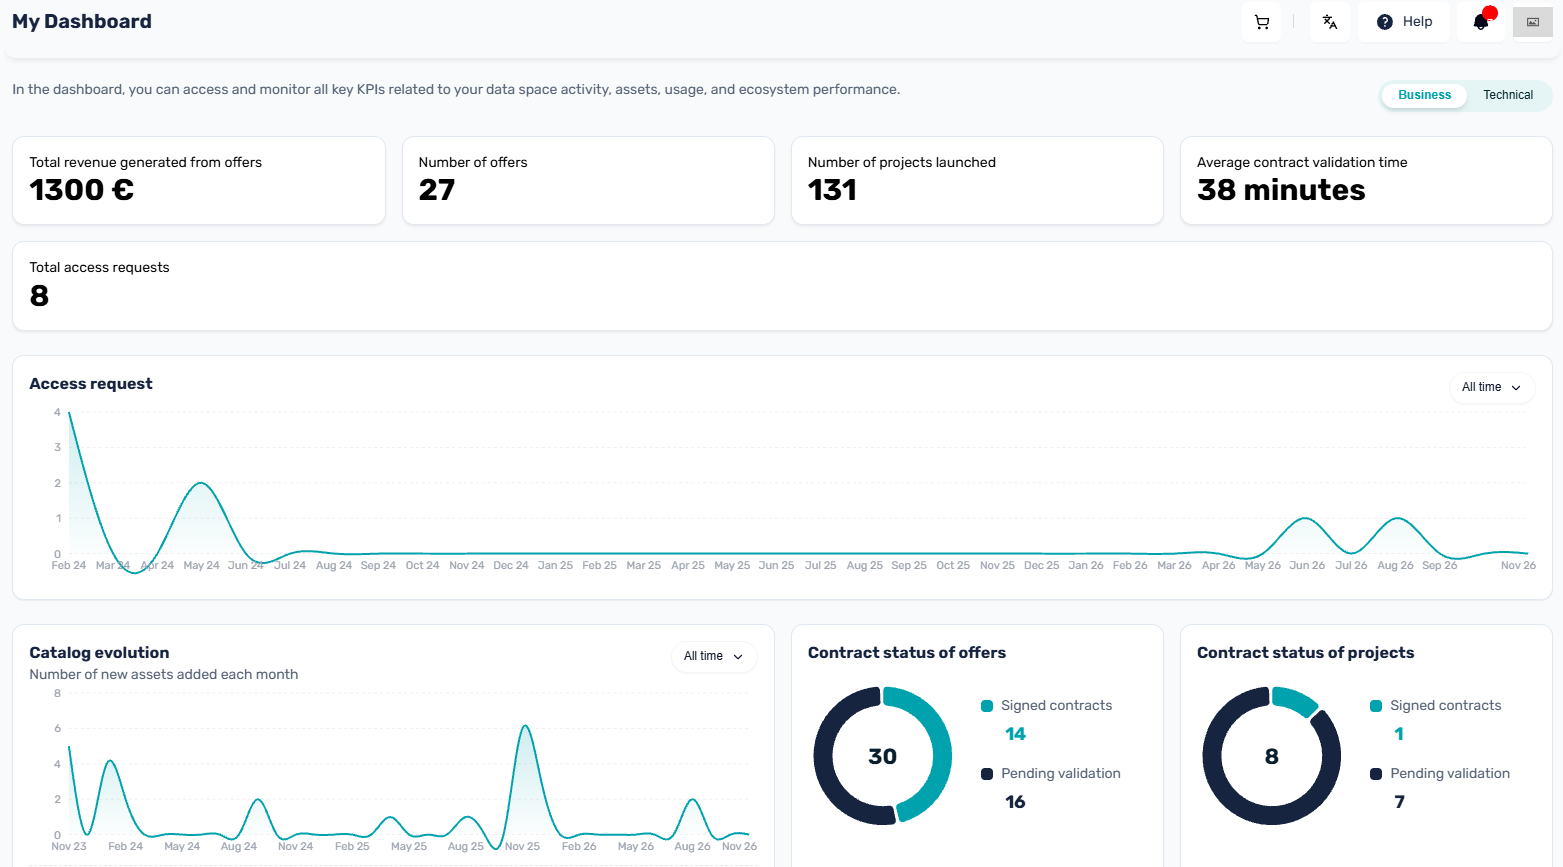 My Dashboard
Help
In the dashboard, you can access and monitor all key KPIs related to your data space activity, assets, usage, and ecosystem performance.
Business Technical
Total revenue generated from offers
1300 €
Number of offers
27
Number of projects launched
131
Average contract validation time
38 minutes
Total access requests
8
Access request
All time
4
3
2
1
0
Feb 24 Mar 24 Apr 24 May 24 Jun 24 Jul 24 Aug 24 Sep 24 Oct 24 Nov 24 Dec 24 Jan 25 Feb 25 Mar 25 Apr 25 May 25 Jun 25 Jul 25 Aug 25 Sep 25 Oct 25 Nov 25 Dec 25 Jan 26 Feb 26 Mar 26 Apr 26 May 26 Jun 26 Jul 26 Aug 26 Sep 26 Nov 26
Catalog evolution
Number of new assets added each month
All time
8
6
4
2
0
Nov 23 Feb 24 May 24 Aug 24 Nov 24 Feb 25 May 25 Aug 25 Nov 25 Feb 26 May 26 Aug 26 Nov 26
Contract status of offers
30
Signed contracts
14
Pending validation
16
Contract status of projects
8
Signed contracts
1
Pending validation
7